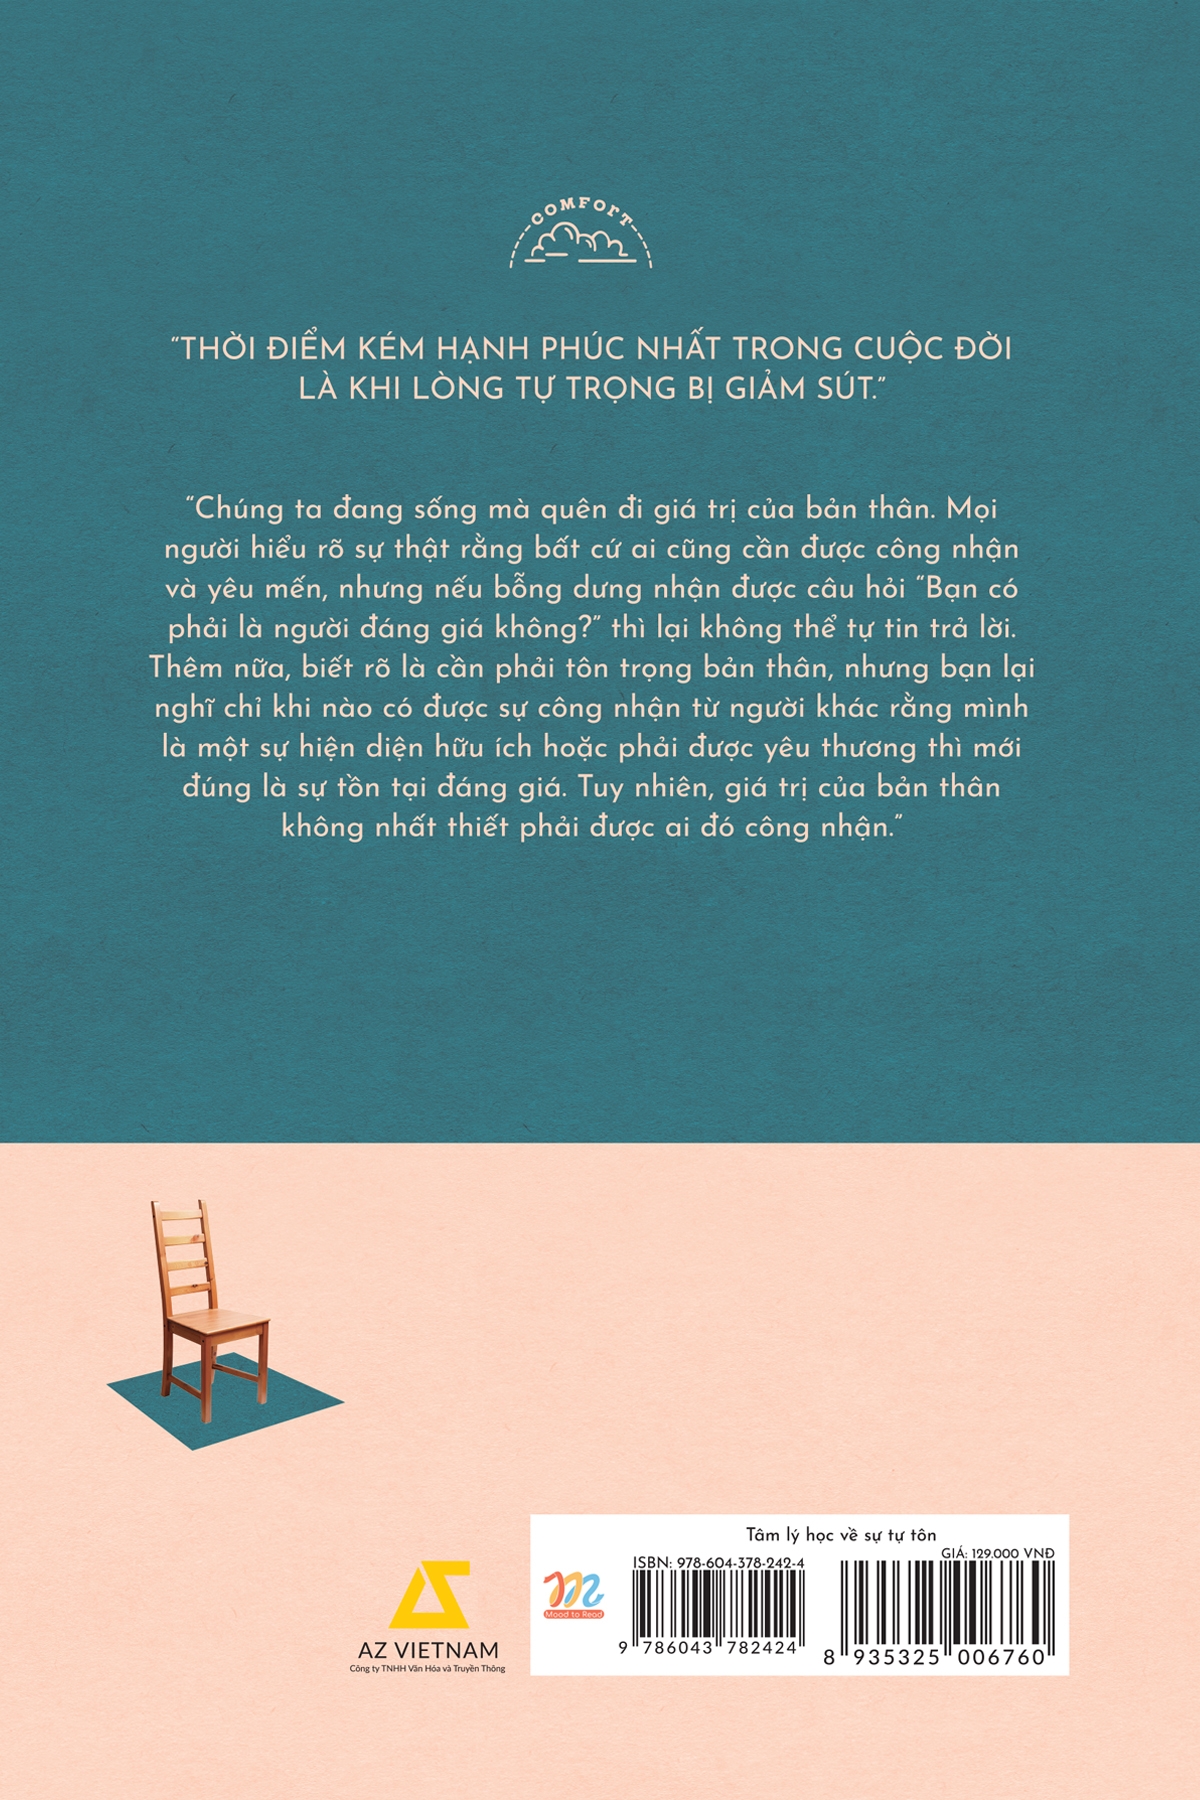 COMFORT
“THỜI ĐIỂM KÉM HẠNH PHÚC NHẤT TRONG CUỘC ĐỜI
LÀ KHI LÒNG TỰ TRỌNG BỊ GIẢM SÚT.”
“Chúng ta đang sống mà quên đi giá trị của bản thân. Mọi
người hiểu rõ sự thật rằng bất cứ ai cũng cần được công nhận
và yêu mến, nhưng nếu bỗng dưng nhận được câu hỏi “Bạn có
phải là người đáng giá không?” thì lại không thể tự tin trả lời.
Thêm nữa, biết rõ là cần phải tôn trọng bản thân, nhưng bạn lại
nghĩ chỉ khi nào có được sự công nhận từ người khác rằng mình
là một sự hiện diện hữu ích hoặc phải được yêu thương thì mới
đúng là sự tồn tại đáng giá. Tuy nhiên, giá trị của bản thân
không nhất thiết phải được ai đó công nhận.”
Tâm lý học về sự tự tôn
GIÁ: 129.000 VNĐ
ISBN: 978-604-378-242-4
Mood to Read
9 786043 782424
8 935325 006760
AZ VIETNAM
Công ty TNHH Văn Hóa và Truyền Thông